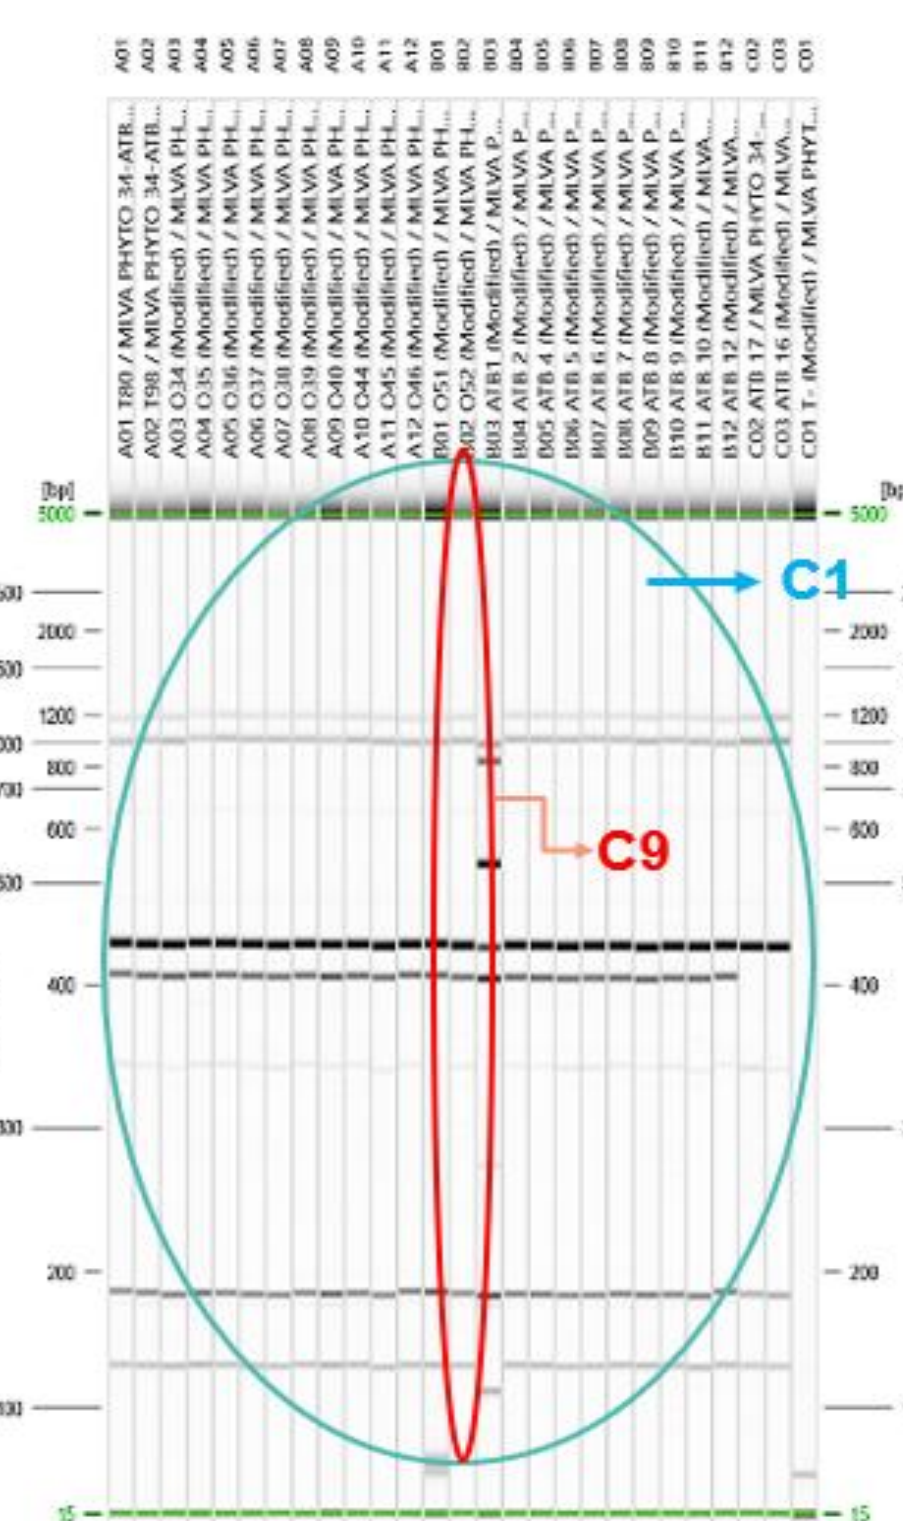 A01
A02
A03
A04
A05
A06
A07
A08
A09
A10
A11
A12
B01
B02
B03
B04
B05
B06
B07
B08
B09
B10
B11
B12
C02
C03
C01
A01 T80 / MLVA PHYTO 34-ATB...
A02 T98 / MLVA PHYTO 34-ATB...
A03 O34 (Modified) / MLVA PH...
A04 O35 (Modified) / MLVA PH...
A05 O36 (Modified) / MLVA PH...
A06 O37 (Modified) / MLVA PH...
A07 O38 (Modified) / MLVA PH...
A08 O39 (Modified) / MLVA PH...
A09 O40 (Modified) / MLVA PH...
A10 O44 (Modified) / MLVA PH...
A11 O45 (Modified) / MLVA PH...
A12 O46 (Modified) / MLVA PH...
B01 O51 (Modified) / MLVA PH...
B02 O52 (Modified) / MLVA PH...
B03 ATB1 (Modified) / MLVA P...
B04 ATB 2 (Modified) / MLVA P...
B05 ATB 4 (Modified) / MLVA P...
B06 ATB 5 (Modified) / MLVA P...
B07 ATB 6 (Modified) / MLVA P...
B08 ATB 7 (Modified) / MLVA P...
B09 ATB 8 (Modified) / MLVA P...
B10 ATB 9 (Modified) / MLVA P...
B11 ATB 10 (Modified) / MLVA...
B12 ATB 12 (Modified) / MLVA...
C02 ATB 17 / MLVA PHYTO 34-...
C03 ATB 16 (Modified) / MLVA...
C01 T- (Modified) / MLVA PHYT...
[bp]
[bp
5000
5000
C1
2000
2000
1200
1200
800
800
600
600
C9
400
400
200
200
15
15